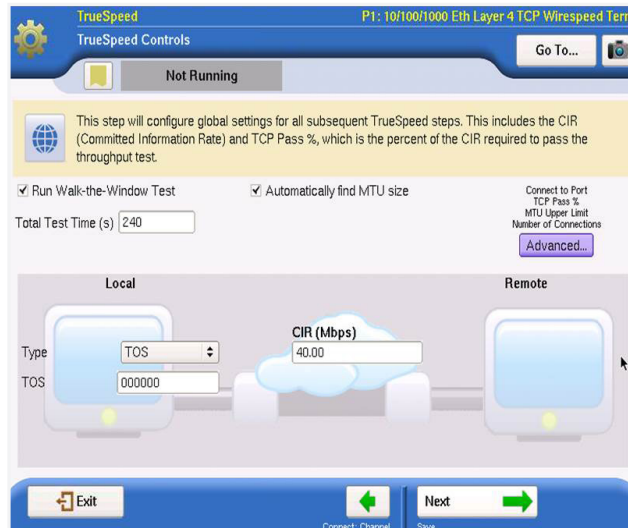 TrueSpeed
P1: 10/100/1000 Eth Layer 4 TCP Wirespeed Term
TrueSpeed Controls
Go To...
Not Running
This step will configure global settings for all subsequent TrueSpeed steps. This includes the CIR
(Committed Information Rate) and TCP Pass %, which is the percent of the CIR required to pass the
throughput test.
Run Walk-the-Window Test
Automatically find MTU size
Connect to Port
TCP Pass %
MTU Upper Limit
Number of Connections
Total Test Time (s) 240
Advanced...
Local
Remote
CIR (Mbps)
Type TOS
40.00
TOS 000000
Exit
Next
Connect: Channel
Save